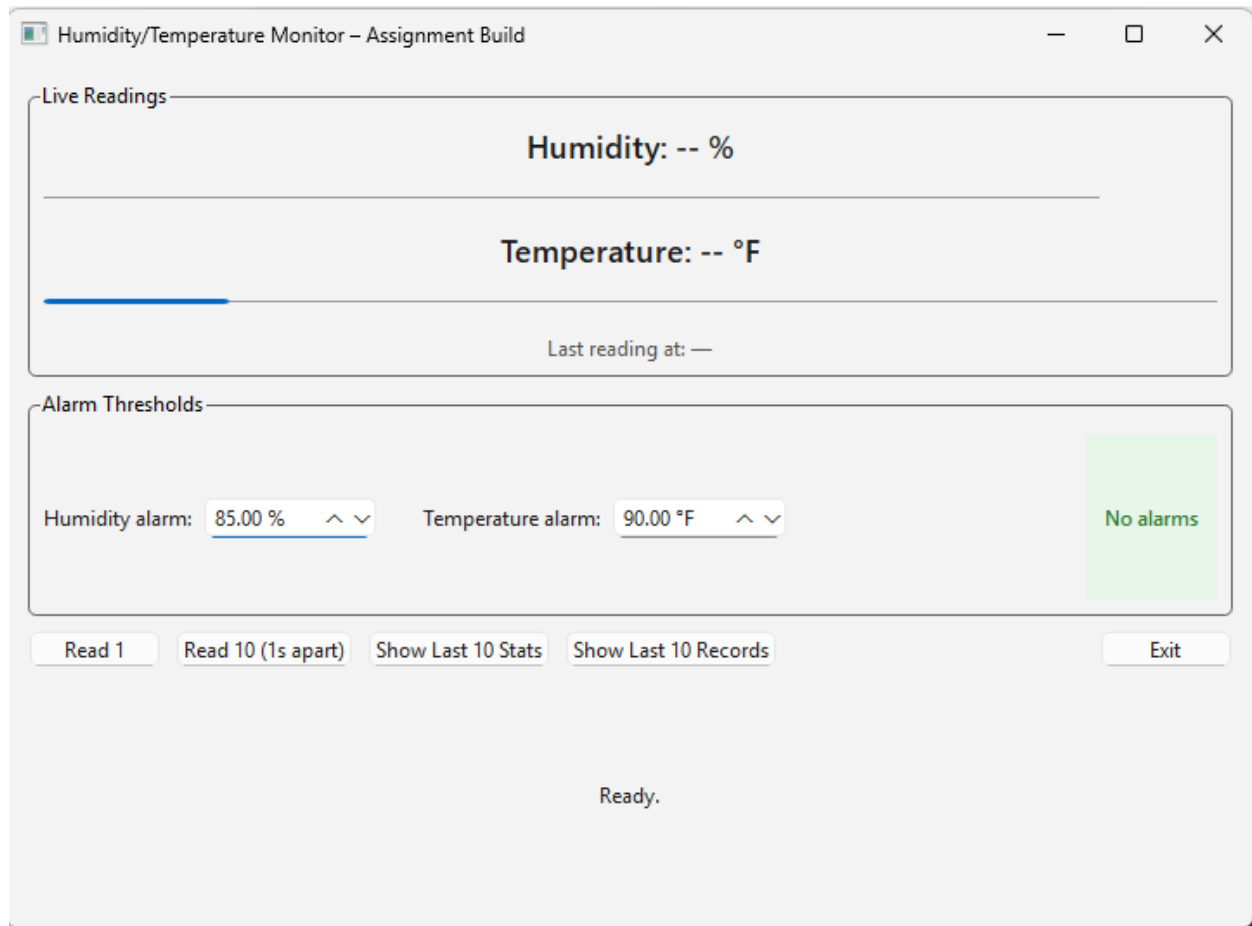 Humidity/Temperature Monitor – Assignment Build
Live Readings
Humidity: -- %
Temperature: -- °F
Last reading at: —
Alarm Thresholds
Humidity alarm: 85.00 % Temperature alarm: 90.00 °F No alarms
Read 1 Read 10 (1s apart) Show Last 10 Stats Show Last 10 Records Exit
Ready.